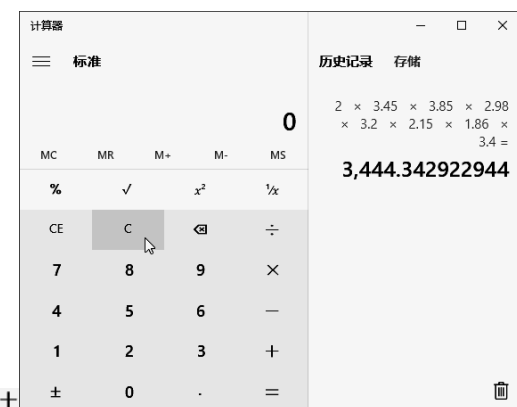 计算器
标准
0
MC MR M+ M- MS
% √ x² ¹/x
CE C ÷
7 8 9 ×
4 5 6 −
1 2 3 +
± 0 . =
历史记录 存储
2 × 3.45 × 3.85 × 2.98
× 3.2 × 2.15 × 1.86 ×
3.4 =
3,444.342922944